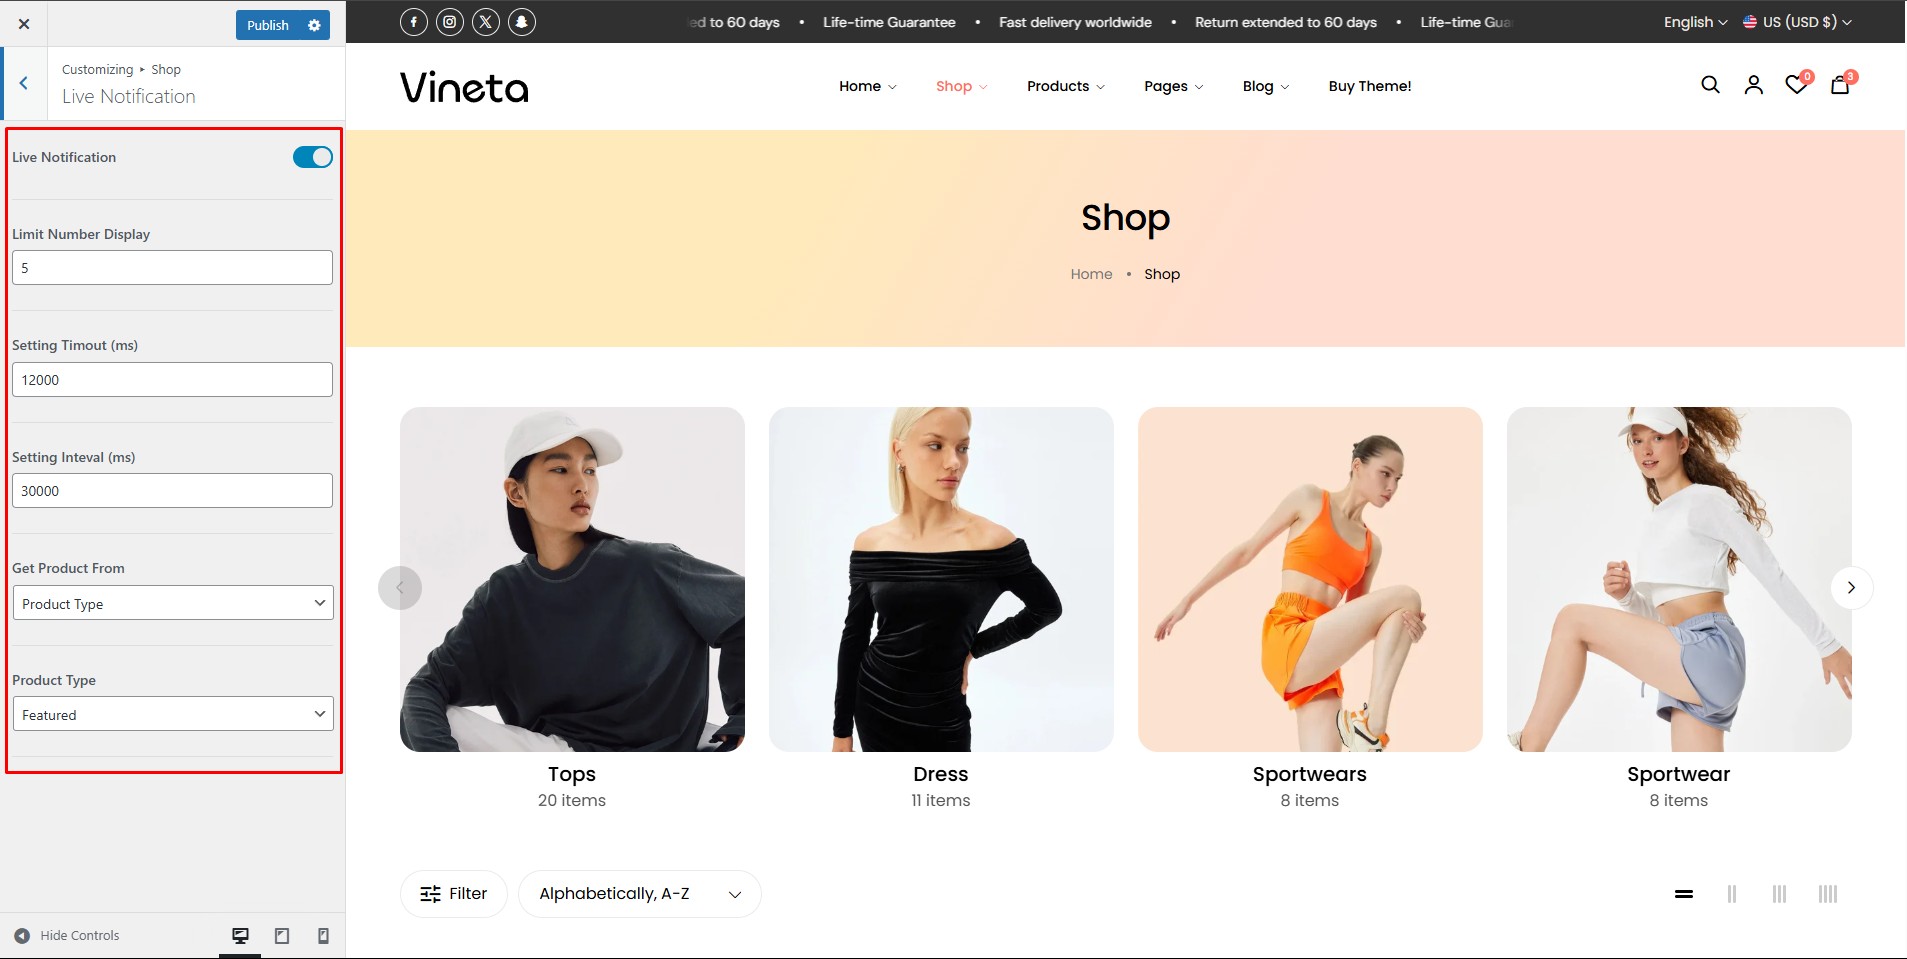 Publish
Customizing ▸ Shop
Live Notification
Live Notification
Limit Number Display
5
Setting Timout (ms)
12000
Setting Inteval (ms)
30000
Get Product From
Product Type
Product Type
Featured
Hide Controls
ed to 60 days • Life-time Guarantee • Fast delivery worldwide • Return extended to 60 days • Life-time Gua
English US (USD $)
Vineta
Home Shop Products Pages Blog Buy Theme!
0 3
Shop
Home • Shop
Tops
20 items
Dress
11 items
Sportwears
8 items
Sportwear
8 items
Filter
Alphabetically, A-Z